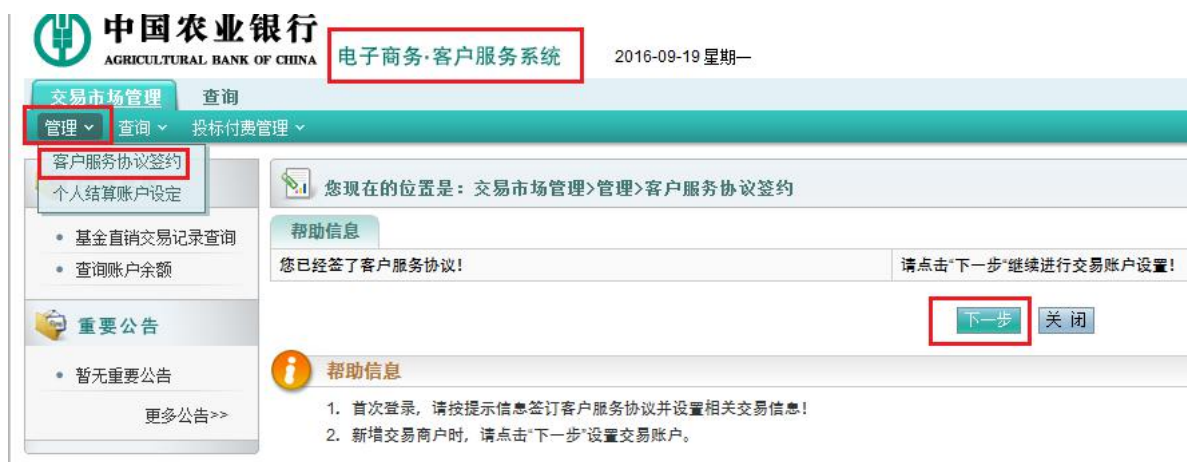 中国农业银行
AGRICULTURAL BANK OF CHINA
电子商务·客户服务系统
2016-09-19 星期一
交易市场管理 查询
管理 查询 投标付费管理
客户服务协议签约
个人结算账户设定
您现在的位置是：交易市场管理>管理>客户服务协议签约
• 基金直销交易记录查询
• 查询账户余额
帮助信息
您已经签了客户服务协议！ 请点击“下一步”继续进行交易账户设置！
下一步 关 闭
重要公告
• 暂无重要公告
更多公告>>
帮助信息
1. 首次登录，请按提示信息签订客户服务协议并设置相关交易信息！
2. 新增交易商户时，请点击“下一步”设置交易账户。